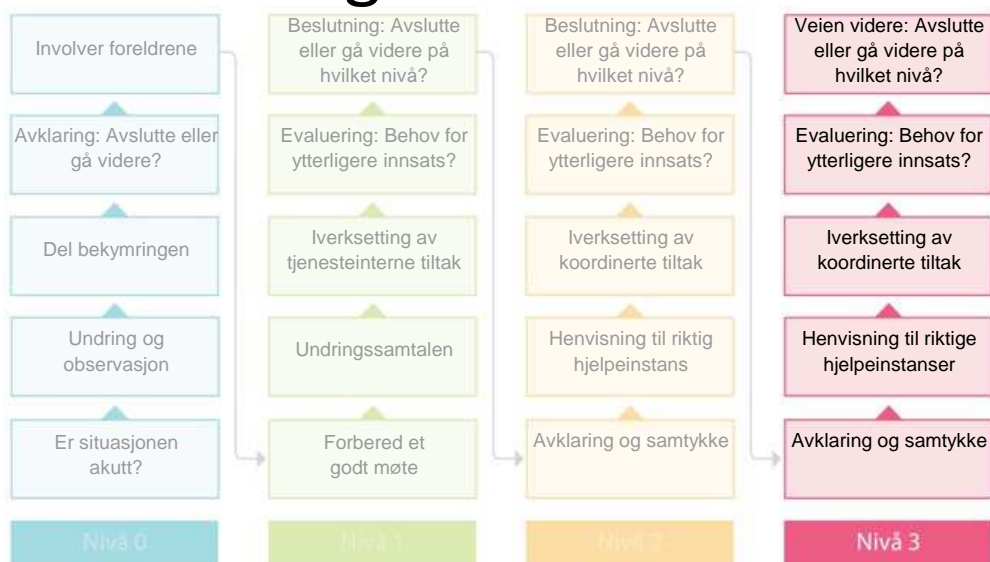 Involver foreldrene
Avklaring: Avslutte eller
gå videre?
Del bekymringen
Undring og
observasjon
Er situasjonen
akutt?
Nivå 0
Beslutning: Avslutte
eller gå videre på
hvilket nivå?
Evaluering: Behov for
ytterligere innsats?
Iverksetting av
tjenesteinterne tiltak
Undringssamtalen
Forbered et
godt møte
Nivå 1
Beslutning: Avslutte
eller gå videre på
hvilket nivå?
Evaluering: Behov for
ytterligere innsats?
Iverksetting av
koordinerte tiltak
Henvisning til riktig
hjelpeinstans
Avklaring og samtykke
Nivå 2
Veien videre: Avslutte
eller gå videre på
hvilket nivå?
Evaluering: Behov for
ytterligere innsats?
Iverksetting av
koordinerte tiltak
Henvisning til riktige
hjelpeinstanser
Avklaring og samtykke
Nivå 3